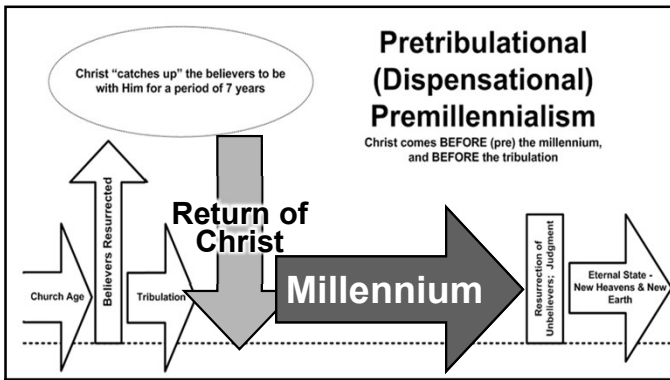 Pretribulational
(Dispensational)
Premillennialism
Christ comes BEFORE (pre) the millennium,
and BEFORE the tribulation
Christ “catches up” the believers to be
with Him for a period of 7 years
Church Age
Believers Resurrected
Tribulation
Return of
Christ
Millennium
Resurrection of
Unbelievers; Judgment
Eternal State -
New Heavens & New
Earth